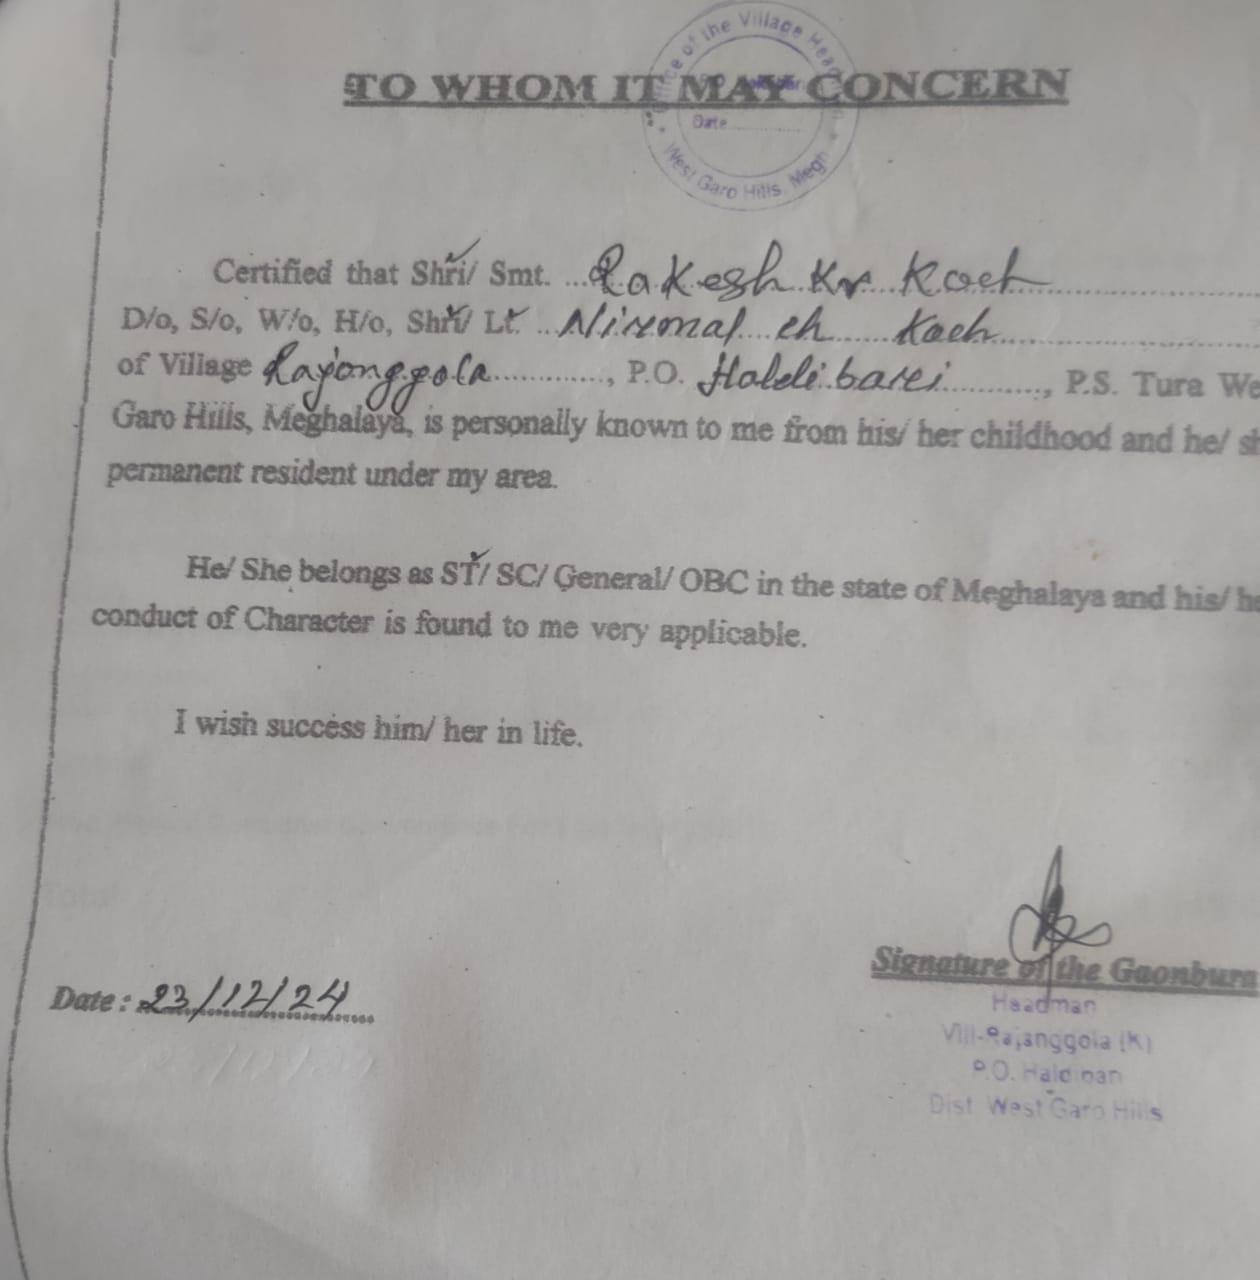 Office of the Village Headman
TO WHOM IT MAY CONCERN
Date
West Garo Hills, Megh
Certified that Shri/ Smt. ...Rakesh Kr Koch
D/o, S/o, W/o, H/o, Shri/ Lt. ..Nirmal ch Koch
of Village Rajonggola............, P.O. Haldibarei..........., P.S. Tura We
Garo Hills, Meghalaya, is personally known to me from his/ her childhood and he/ sh
permanent resident under my area.
He/ She belongs as ST/ SC/ General/ OBC in the state of Meghalaya and his/ he
conduct of Character is found to me very applicable.
I wish success him/ her in life.
Date : 23/12/24
Signature of the Gaonbura
Headman
Vill-Rajanggola (K)
P.O. Hald
Dist West Garo Hills